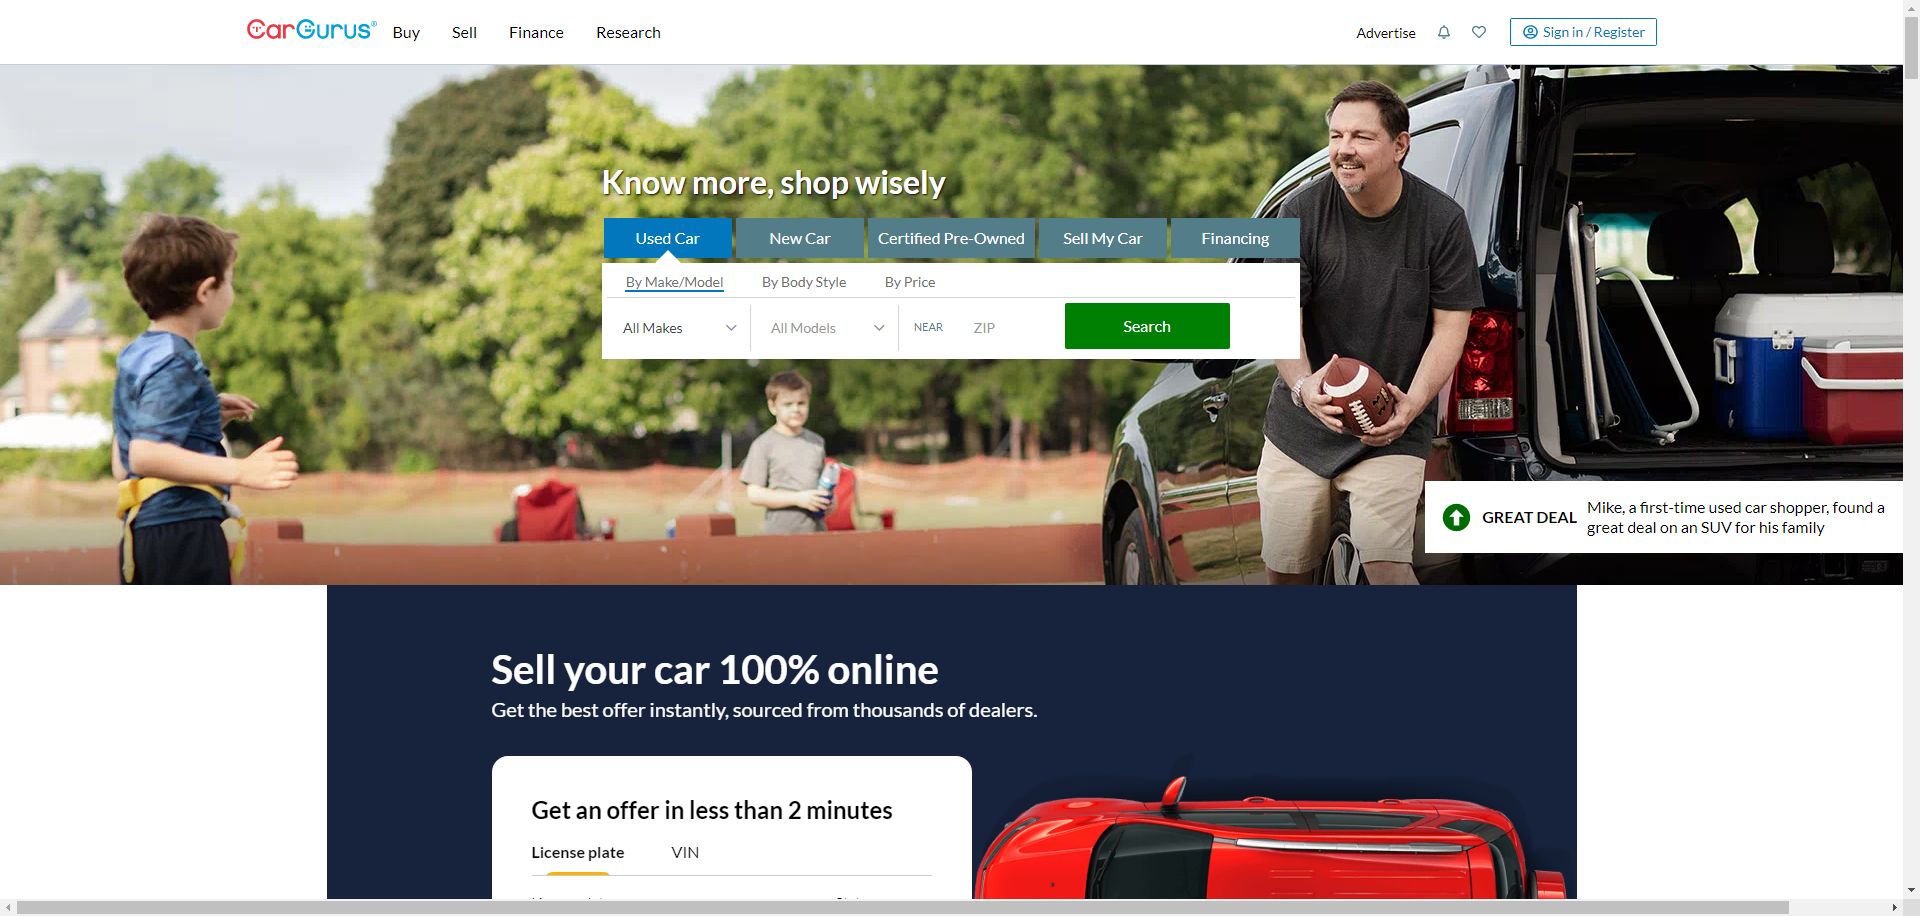 CarGurus®
Buy
Sell
Finance
Research
Advertise
Sign in / Register
Know more, shop wisely
Used Car
New Car
Certified Pre-Owned
Sell My Car
Financing
By Make/Model
By Body Style
By Price
All Makes
All Models
NEAR
ZIP
Search
GREAT DEAL
Mike, a first-time used car shopper, found a
great deal on an SUV for his family
Sell your car 100% online
Get the best offer instantly, sourced from thousands of dealers.
Get an offer in less than 2 minutes
License plate
VIN